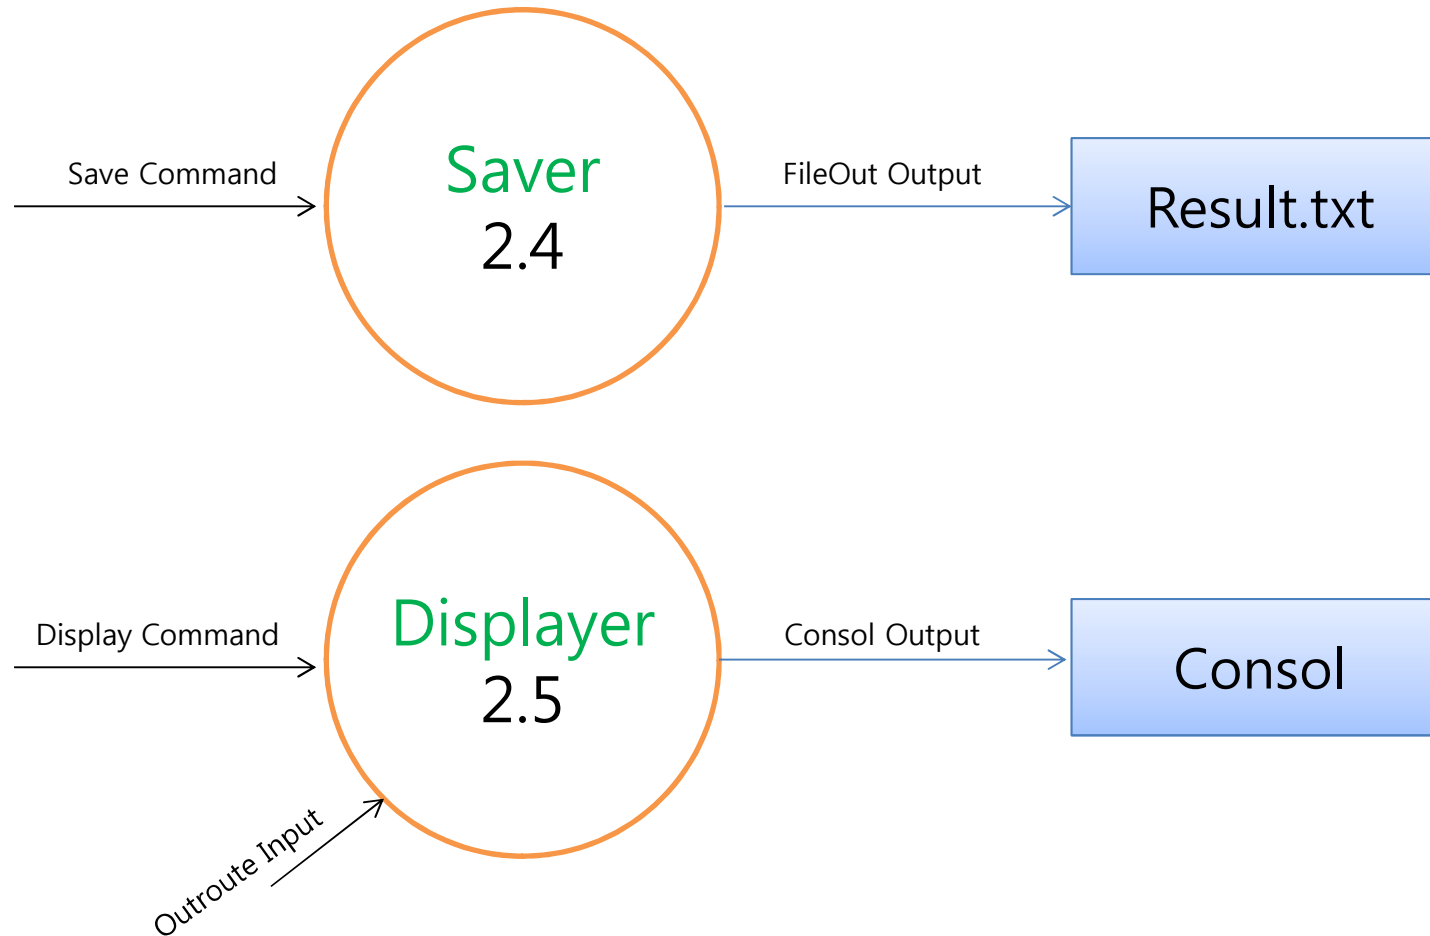 Save Command
Saver
2.4
FileOut Output
Result.txt
Display Command
Displayer
2.5
Consol Output
Consol
Outroute Input